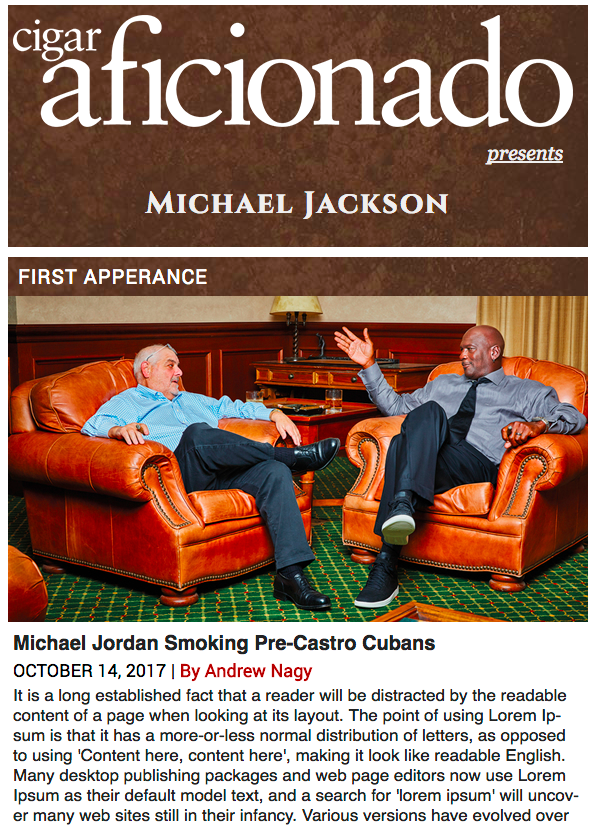 cigar
aficionado
presents
Michael Jackson
FIRST APPERANCE
Michael Jordan Smoking Pre-Castro Cubans
OCTOBER 14, 2017 | By Andrew Nagy
It is a long established fact that a reader will be distracted by the readable
content of a page when looking at its layout. The point of using Lorem Ip-
sum is that it has a more-or-less normal distribution of letters, as opposed
to using 'Content here, content here', making it look like readable English.
Many desktop publishing packages and web page editors now use Lorem
Ipsum as their default model text, and a search for 'lorem ipsum' will uncov-
er many web sites still in their infancy. Various versions have evolved over